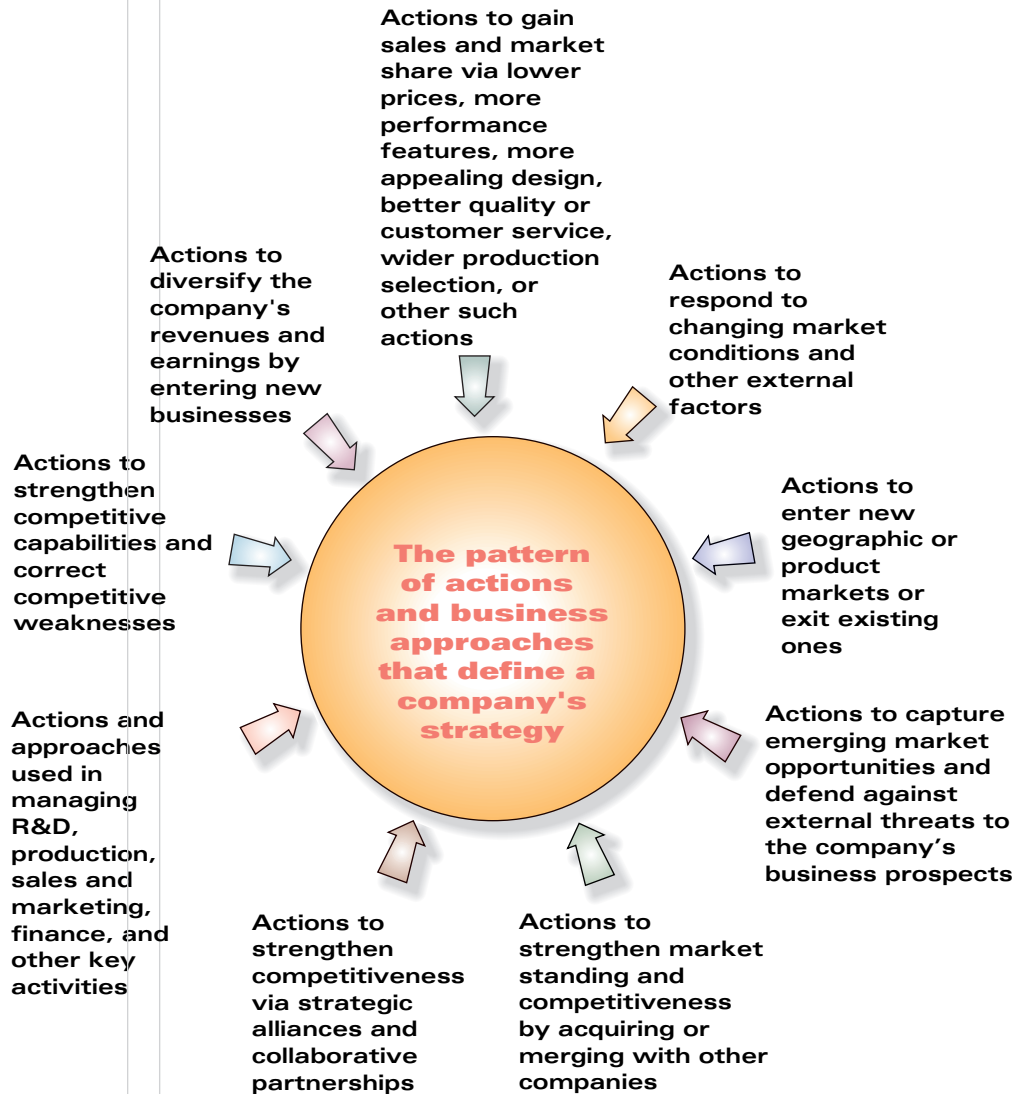 Actions to gain
sales and market
share via lower
prices, more
performance
features, more
appealing design,
better quality or
customer service,
wider production
selection, or
other such
actions
Actions to
diversify the
company's
revenues and
earnings by
entering new
businesses
Actions to
respond to
changing market
conditions and
other external
factors
Actions to
strengthen
competitive
capabilities and
correct
competitive
weaknesses
The pattern
of actions
and business
approaches
that define a
company's
strategy
Actions to
enter new
geographic or
product
markets or
exit existing
ones
Actions and
approaches
used in
managing
R&D,
production,
sales and
marketing,
finance, and
other key
activities
Actions to capture
emerging market
opportunities and
defend against
external threats to
the company’s
business prospects
Actions to
strengthen
competitiveness
via strategic
alliances and
collaborative
partnerships
Actions to
strengthen market
standing and
competitiveness
by acquiring or
merging with other
companies